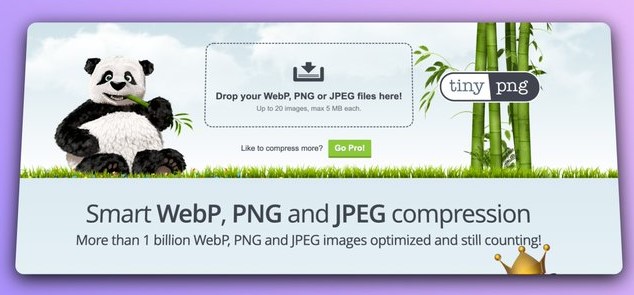 Drop your WebP, PNG or JPEG files here!
Up to 20 images, max 5 MB each.
tiny png
Like to compress more? Go Pro!
Smart WebP, PNG and JPEG compression
More than 1 billion WebP, PNG and JPEG images optimized and still counting!